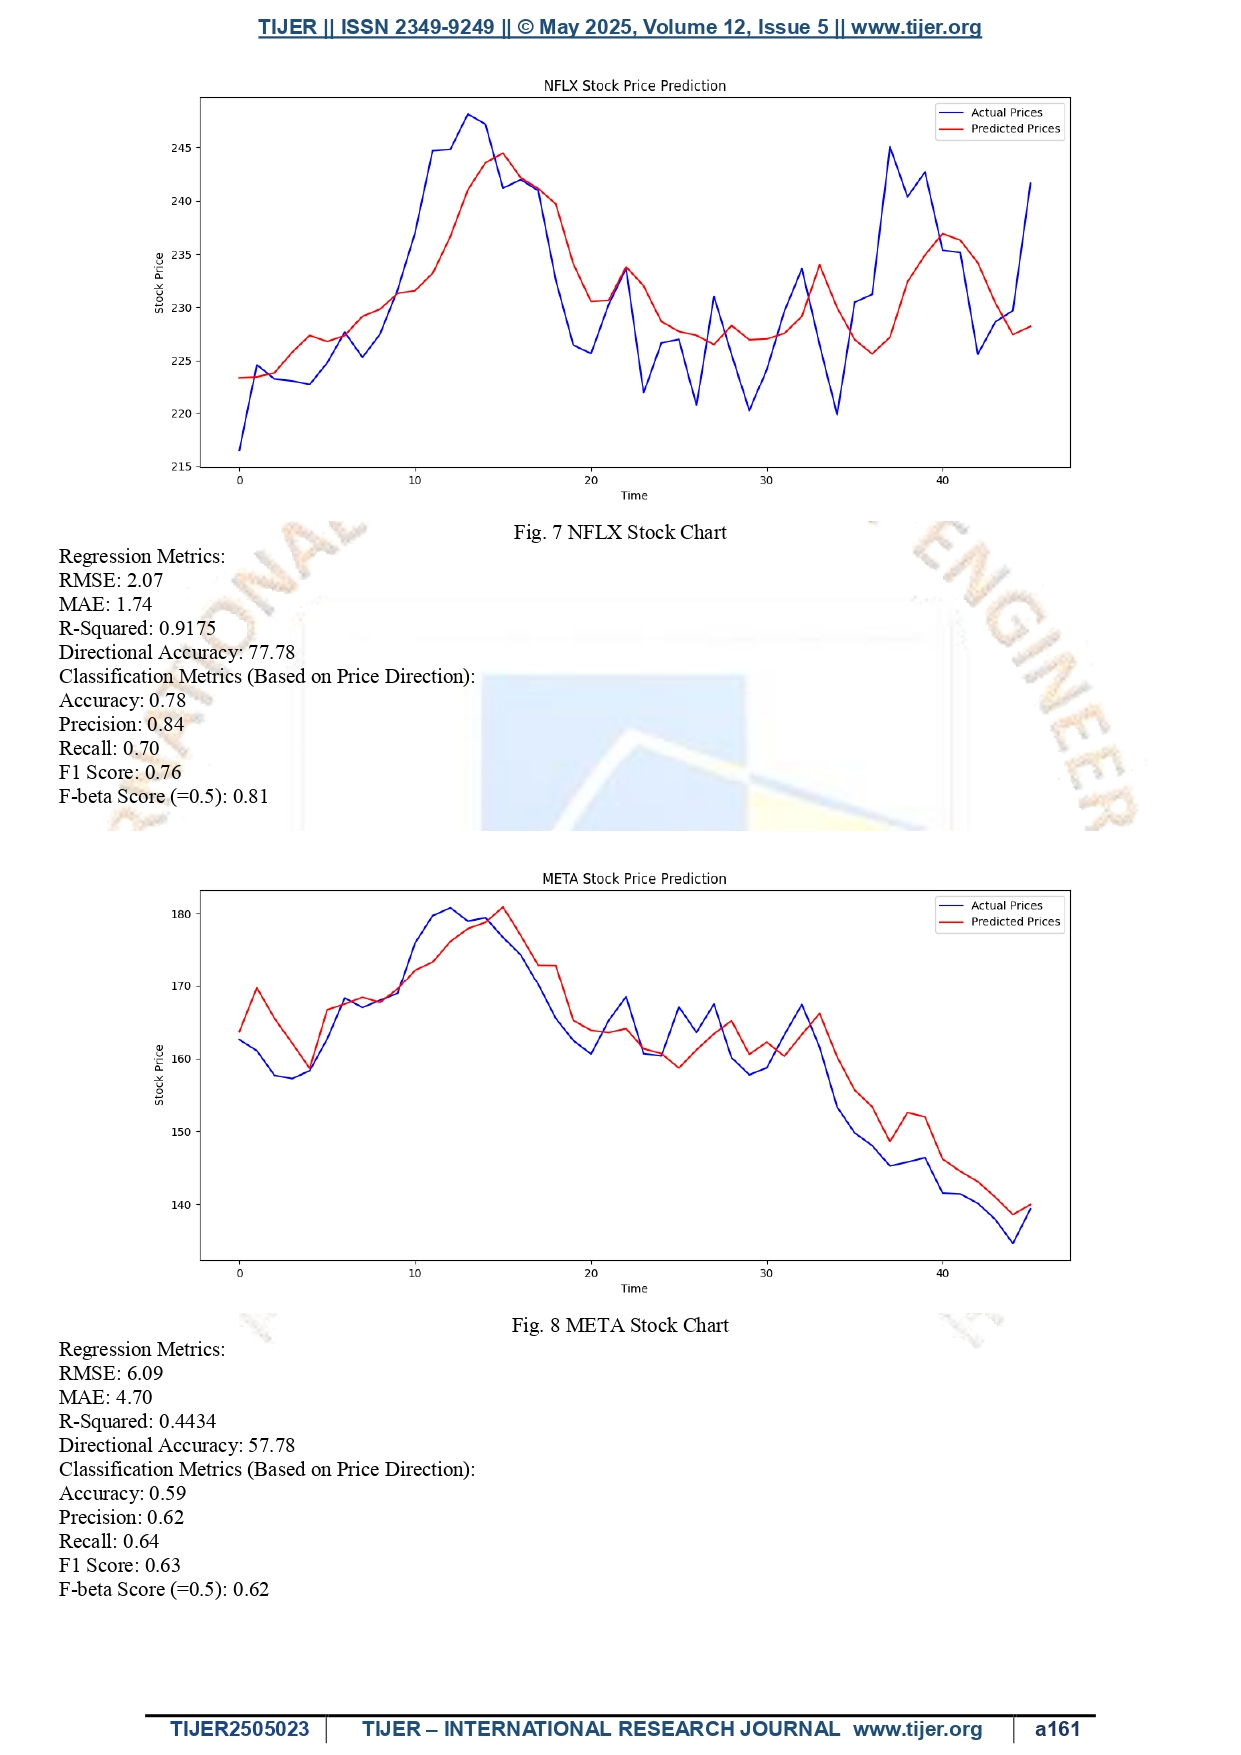 TIJER || ISSN 2349-9249 || © May 2025, Volume 12, Issue 5 || www.tijer.org
NFLX Stock Price Prediction
Actual Prices
Predicted Prices
245
240
235
230
225
220
215
Stock Price
0 10 20 30 40
Time
Fig. 7 NFLX Stock Chart
Regression Metrics:
RMSE: 2.07
MAE: 1.74
R-Squared: 0.9175
Directional Accuracy: 77.78
Classification Metrics (Based on Price Direction):
Accuracy: 0.78
Precision: 0.84
Recall: 0.70
F1 Score: 0.76
F-beta Score (=0.5): 0.81
META Stock Price Prediction
Actual Prices
Predicted Prices
180
170
160
150
140
Stock Price
0 10 20 30 40
Time
Fig. 8 META Stock Chart
Regression Metrics:
RMSE: 6.09
MAE: 4.70
R-Squared: 0.4434
Directional Accuracy: 57.78
Classification Metrics (Based on Price Direction):
Accuracy: 0.59
Precision: 0.62
Recall: 0.64
F1 Score: 0.63
F-beta Score (=0.5): 0.62
TIJER2505023 TIJER – INTERNATIONAL RESEARCH JOURNAL www.tijer.org a161